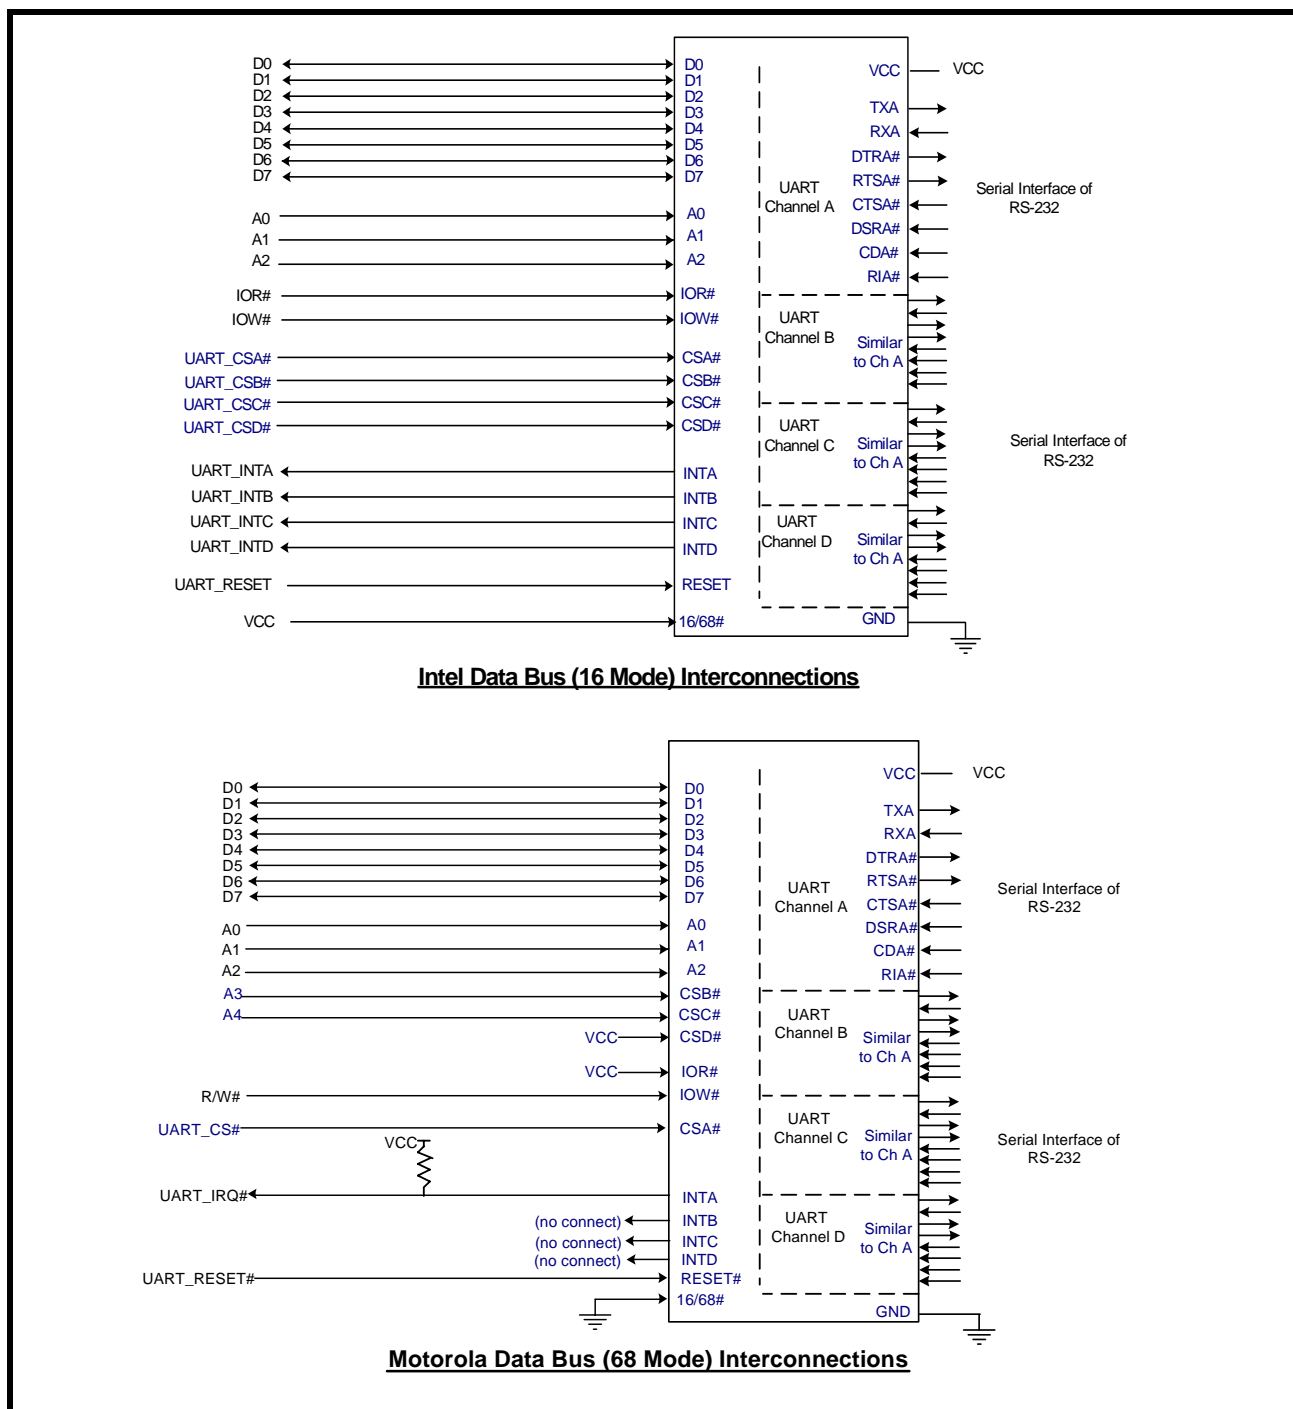 D0 D0
D1 D1
D2 D2
D3 D3
D4 D4
D5 D5
D6 D6
D7 D7
A0 A0
A1 A1
A2 A2
IOR# IOR#
IOW# IOW#
UART_CSA# CSA#
UART_CSB# CSB#
UART_CSC# CSC#
UART_CSD# CSD#
UART_INTA INTA
UART_INTB INTB
UART_INTC INTC
UART_INTD INTD
UART_RESET RESET
VCC 16/68#
UART
Channel A
UART
Channel B
UART
Channel C
UART
Channel D
VCC VCC
TXA
RXA
DTRA#
RTSA#
CTSA#
DSRA#
CDA#
RIA#
Similar
to Ch A
Similar
to Ch A
Similar
to Ch A
GND
Serial Interface of
RS-232
Serial Interface of
RS-232
Intel Data Bus (16 Mode) Interconnections
D0 D0
D1 D1
D2 D2
D3 D3
D4 D4
D5 D5
D6 D6
D7 D7
A0 A0
A1 A1
A2 A2
A3 CSB#
A4 CSC#
VCC CSD#
VCC IOR#
R/W# IOW#
UART_CS# CSA#
VCC
UART_IRQ# INTA
(no connect) INTB
(no connect) INTC
(no connect) INTD
UART_RESET# RESET#
16/68#
UART
Channel A
UART
Channel B
UART
Channel C
UART
Channel D
VCC VCC
TXA
RXA
DTRA#
RTSA#
CTSA#
DSRA#
CDA#
RIA#
Similar
to Ch A
Similar
to Ch A
Similar
to Ch A
GND
Serial Interface of
RS-232
Serial Interface of
RS-232
Motorola Data Bus (68 Mode) Interconnections